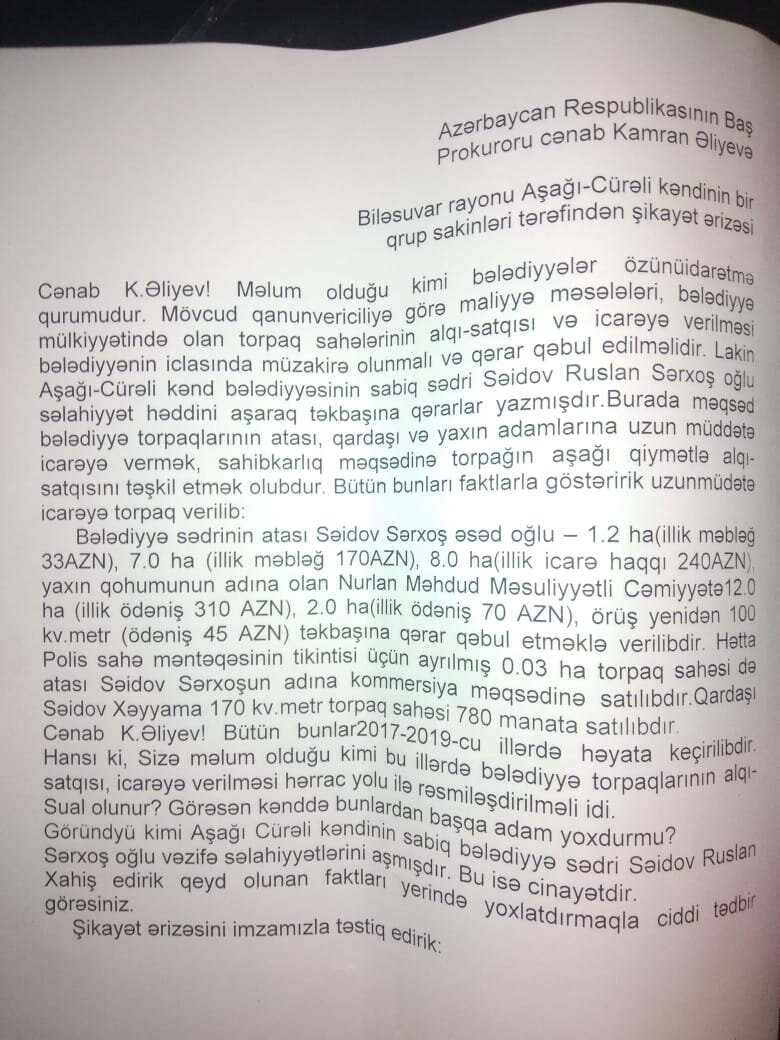 Azərbaycan Respublikasının Baş
Prokuroru cənab Kamran Əliyevə
Biləsuvar rayonu Aşağı-Cürəli kəndinin bir
qrup sakinləri tərəfindən şikayət ərizəsi
Cənab K.Əliyev! Məlum olduğu kimi bələdiyyələr özünüidarətmə
qurumudur. Mövcud qanunvericiliyə görə maliyyə məsələləri, bələdiyyə
mülkiyyətində olan torpaq sahələrinin alqı-satqısı və icarəyə verilməsi
bələdiyyənin iclasında müzakirə olunmalı və qərar qəbul edilməlidir. Lakin
Aşağı-Cürəli kənd bələdiyyəsinin sabiq sədri Səidov Ruslan Sərxoş oğlu
səlahiyyət həddini aşaraq təkbaşına qərarlar yazmışdır.Burada məqsəd
bələdiyyə torpaqlarının atası, qardaşı və yaxın adamlarına uzun müddətə
icarəyə vermək, sahibkarlıq məqsədinə torpağın aşağı qiymətlə alqı-
satqısını təşkil etmək olubdur. Bütün bunları faktlarla göstəririk uzunmüdətə
icarəyə torpaq verilib:
Bələdiyyə sədrinin atası Səidov Sərxoş əsəd oğlu – 1.2 ha(illik məbləğ
33AZN), 7.0 ha (illik məbləğ 170AZN), 8.0 ha(illik icarə haqqı 240AZN),
yaxın qohumunun adına olan Nurlan Məhdud Məsuliyyətli Cəmiyyətə12.0
ha (illik ödəniş 310 AZN), 2.0 ha(illik ödəniş 70 AZN), örüş yenidən 100
kv.metr (ödəniş 45 AZN) təkbaşına qərar qəbul etməklə verilibdir. Hətta
Polis sahə məntəqəsinin tikintisi üçün ayrılmış 0.03 ha torpaq sahəsi də
atası Səidov Sərxoşun adına kommersiya məqsədinə satılıbdır.Qardaşı
Səidov Xəyyama 170 kv.metr torpaq sahəsi 780 manata satılıbdır.
Cənab K.Əliyev! Bütün bunlar2017-2019-cu illərdə həyata keçirilibdir.
Hansı ki, Sizə məlum olduğu kimi bu illərdə bələdiyyə torpaqlarının alqı-
satqısı, icarəyə verilməsi hərrac yolu ilə rəsmiləşdirilməli idi.
Sual olunur? Görəsən kənddə bunlardan başqa adam yoxdurmu?
Göründyü kimi Aşağı Cürəli kəndinin sabiq bələdiyyə sədri Səidov Ruslan
Sərxoş oğlu vəzifə səlahiyyətlərini aşmışdır. Bu isə cinayətdir.
Xahiş edirik qeyd olunan faktları yerində yoxlatdırmaqla ciddi tədbir
görəsiniz.
Şikayət ərizəsini imzamızla təstiq edirik: